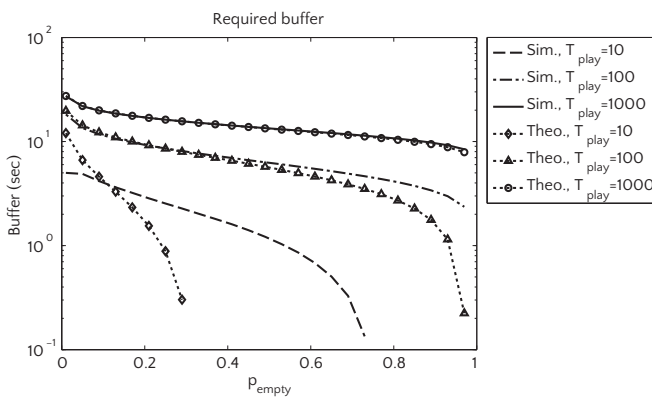 Required buffer
10^2
10^1
10^0
10^-1
Buffer (sec)
0 0.2 0.4 0.6 0.8 1
p_empty
Sim., T_play=10
Sim., T_play=100
Sim., T_play=1000
Theo., T_play=10
Theo., T_play=100
Theo., T_play=1000